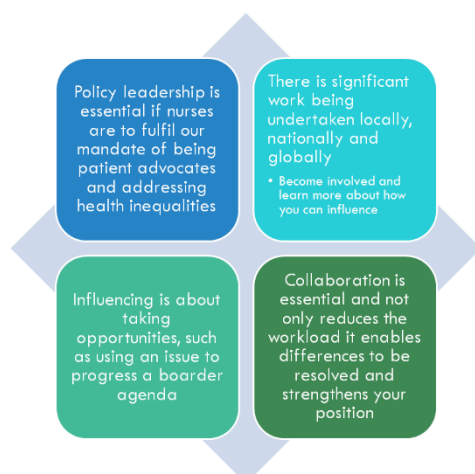 Policy leadership is
essential if nurses
are to fulfil our
mandate of being
patient advocates
and addressing
health inequalities
There is significant
work being
undertaken locally,
nationally and
globally
• Become involved and
learn more about how
you can influence
Influencing is about
taking
opportunities, such
as using an issue to
progress a boarder
agenda
Collaboration is
essential and not
only reduces the
workload it enables
differences to be
resolved and
strengthens your
position